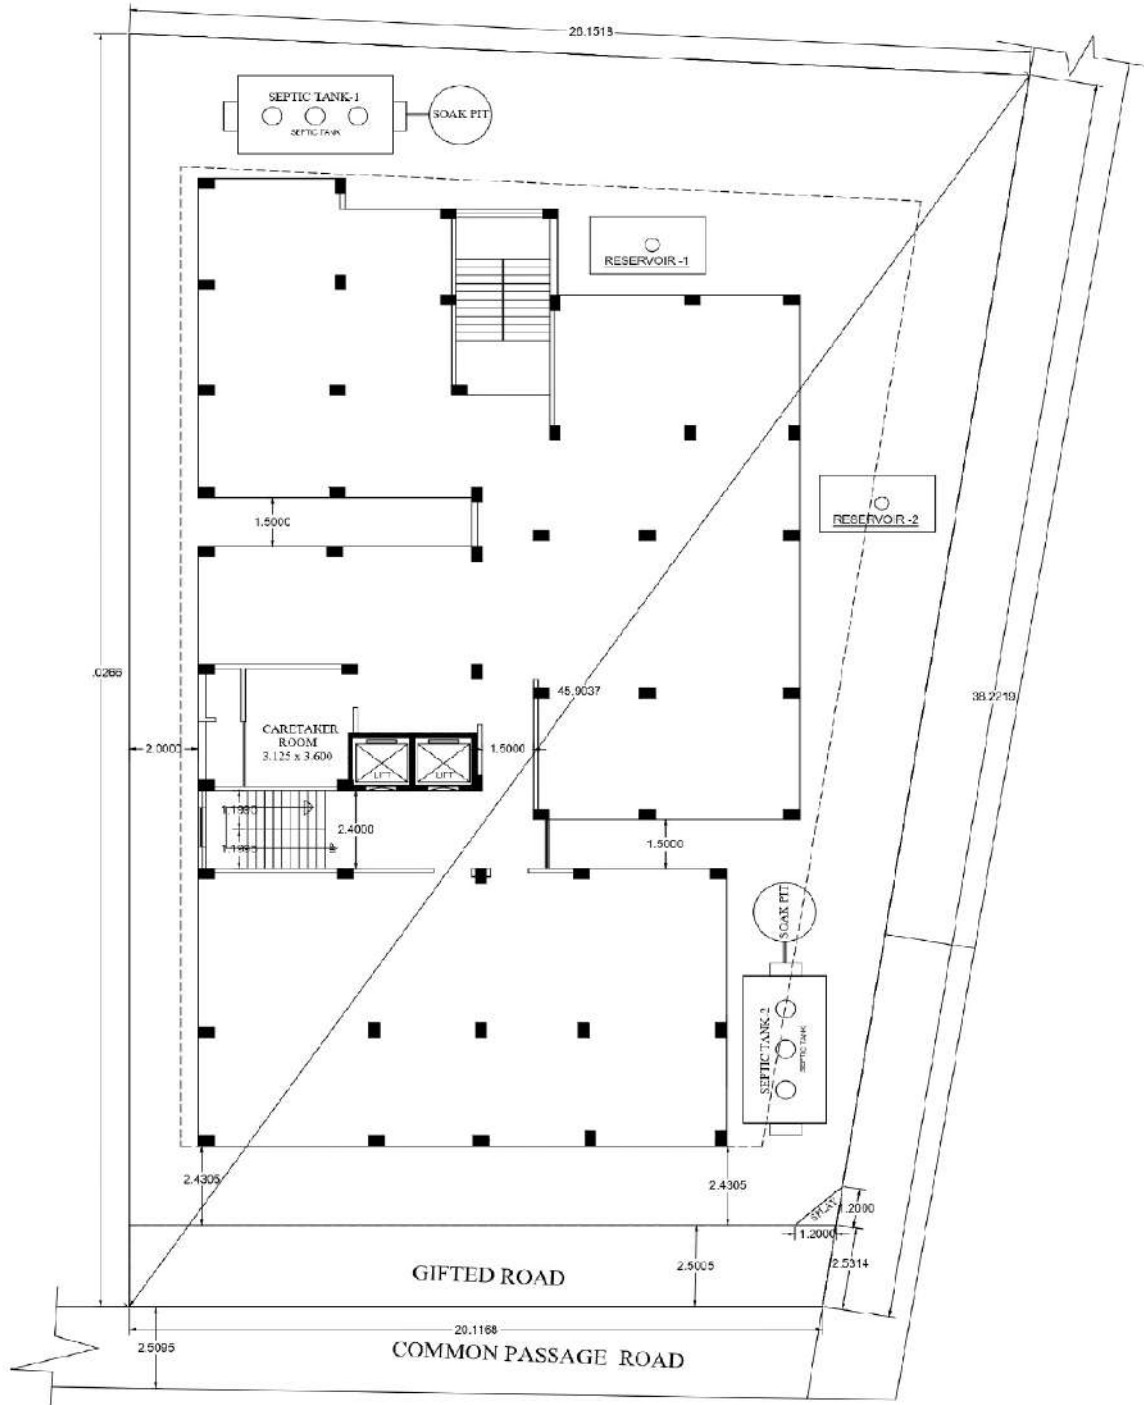 26.1518
SEPTIC TANK-1
SEPTIC TANK
SOAK PIT
RESERVOIR -1
1.5000
RESERVOIR -2
.0266
45.9037
38.2219
CARETAKER
ROOM
3.125 x 3.600
2.0000
LIFT
LIFT
1.5000
2.4000
1.5000
SOAK PIT
SEPTIC TANK-2
SEPTIC TANK
2.4305
2.4305
SPLAY
1.2000
1.2000
GIFTED ROAD
2.5005
2.5314
20.1168
2.5095
COMMON PASSAGE ROAD